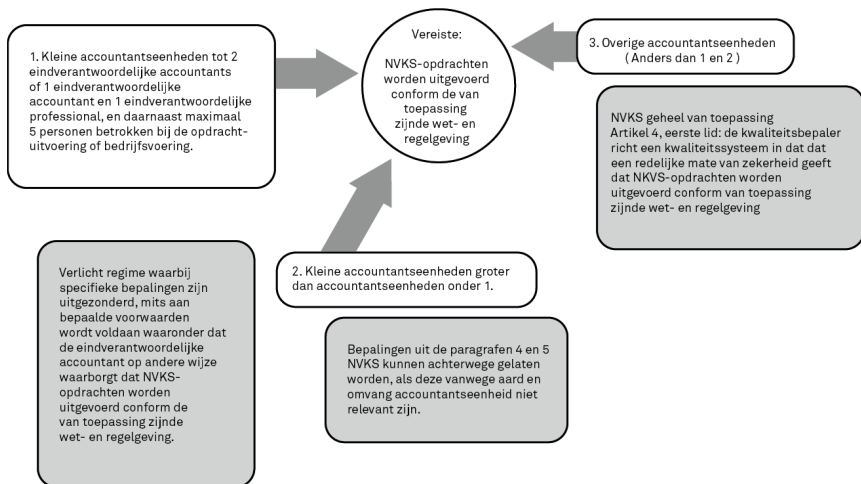 1. Kleine accountantseenheden tot 2
eindverantwoordelijke accountants
of 1 eindverantwoordelijke
accountant en 1 eindverantwoordelijke
professional, en daarnaast maximaal
5 personen betrokken bij de opdracht-
uitvoering of bedrijfsvoering.
Vereiste:
NVKS-opdrachten
worden uitgevoerd
conform de van
toepassing
zijnde wet- en
regelgeving
3. Overige accountantseenheden
(Anders dan 1 en 2)
NVKS geheel van toepassing
Artikel 4, eerste lid: de kwaliteitsbepaler
richt een kwaliteitssysteem in dat dat
een redelijke mate van zekerheid geeft
dat NKVS-opdrachten worden
uitgevoerd conform van toepassing
zijnde wet- en regelgeving
Verlicht regime waarbij
specifieke bepalingen zijn
uitgezonderd, mits aan
bepaalde voorwaarden
wordt voldaan waaronder dat
de eindverantwoordelijke
accountant op andere wijze
waarborgt dat NVKS-
opdrachten worden
uitgevoerd conform de
van toepassing zijnde
wet- en regelgeving.
2. Kleine accountantseenheden groter
dan accountantseenheden onder 1.
Bepalingen uit de paragrafen 4 en 5
NVKS kunnen achterwege gelaten
worden, als deze vanwege aard en
omvang accountantseenheid niet
relevant zijn.